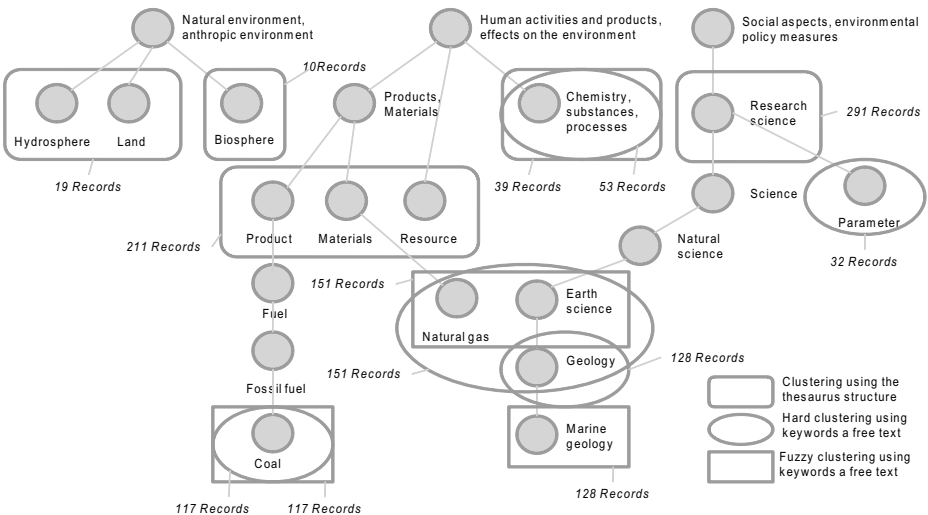 Natural environment,
anthropic environment
Human activities and products,
effects on the environment
Social aspects, environmental
policy measures
10Records
Products,
Materials
Chemistry,
substances,
processes
Research
science
291 Records
Hydrosphere
Land
Biosphere
19 Records
39 Records
53 Records
Science
Parameter
32 Records
Product
Materials
Resource
211 Records
Natural
science
151 Records
Fuel
Earth
science
Natural gas
Geology
128 Records
151 Records
Fossil fuel
Clustering using the
thesaurus structure
Hard clustering using
keywords a free text
Marine
geology
Fuzzy clustering using
keywords a free text
Coal
128 Records
117 Records
117 Records